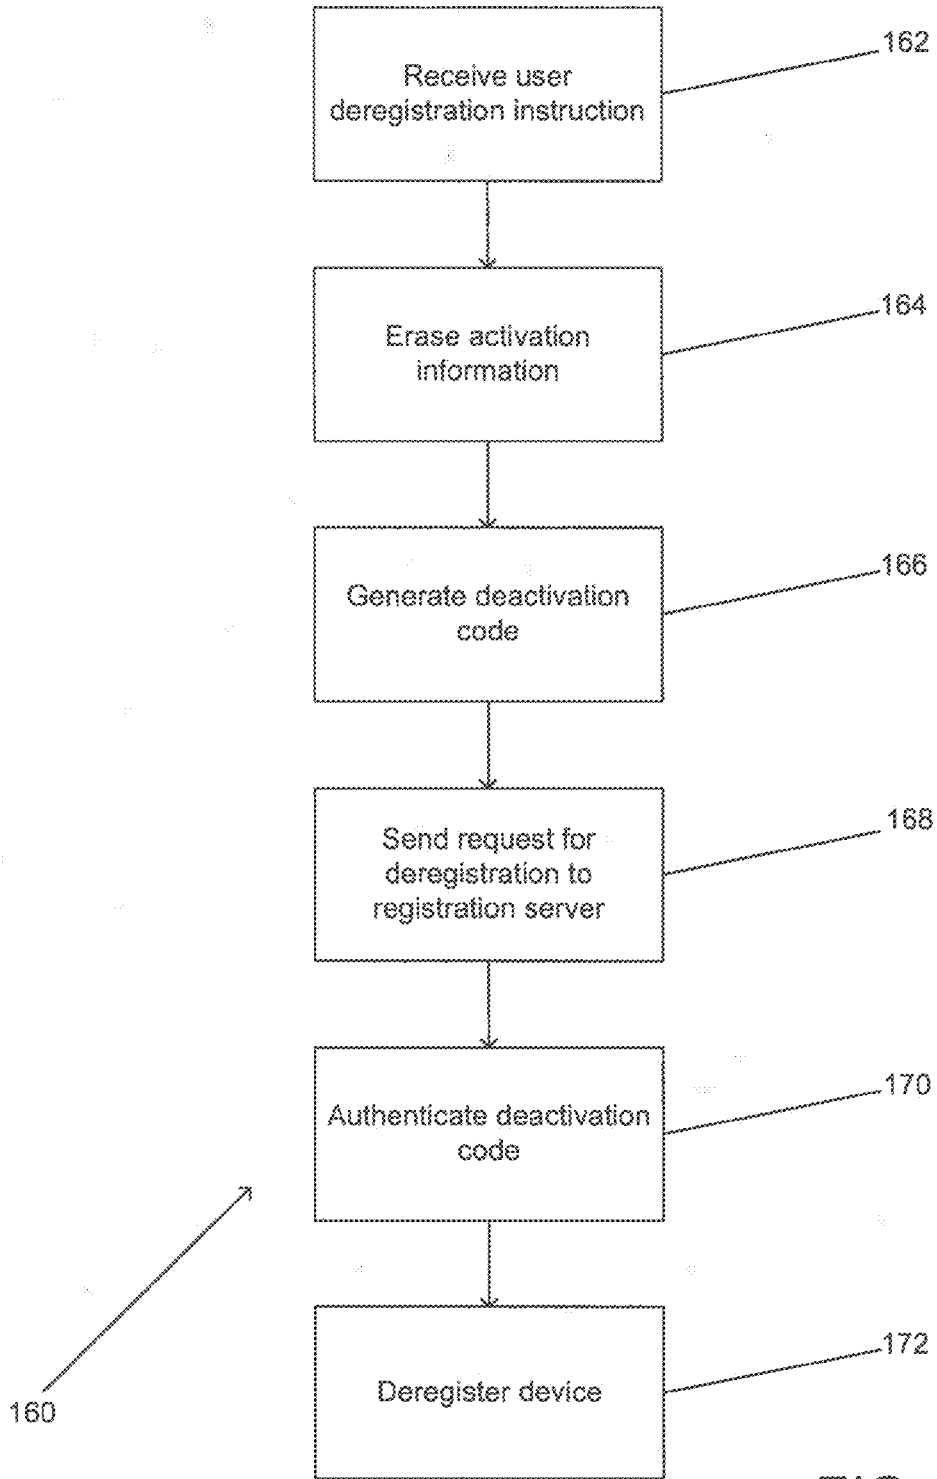 Receive user
deregistration instruction
162
Erase activation
information
164
Generate deactivation
code
166
Send request for
deregistration to
registration server
168
Authenticate deactivation
code
170
Deregister device
172
160